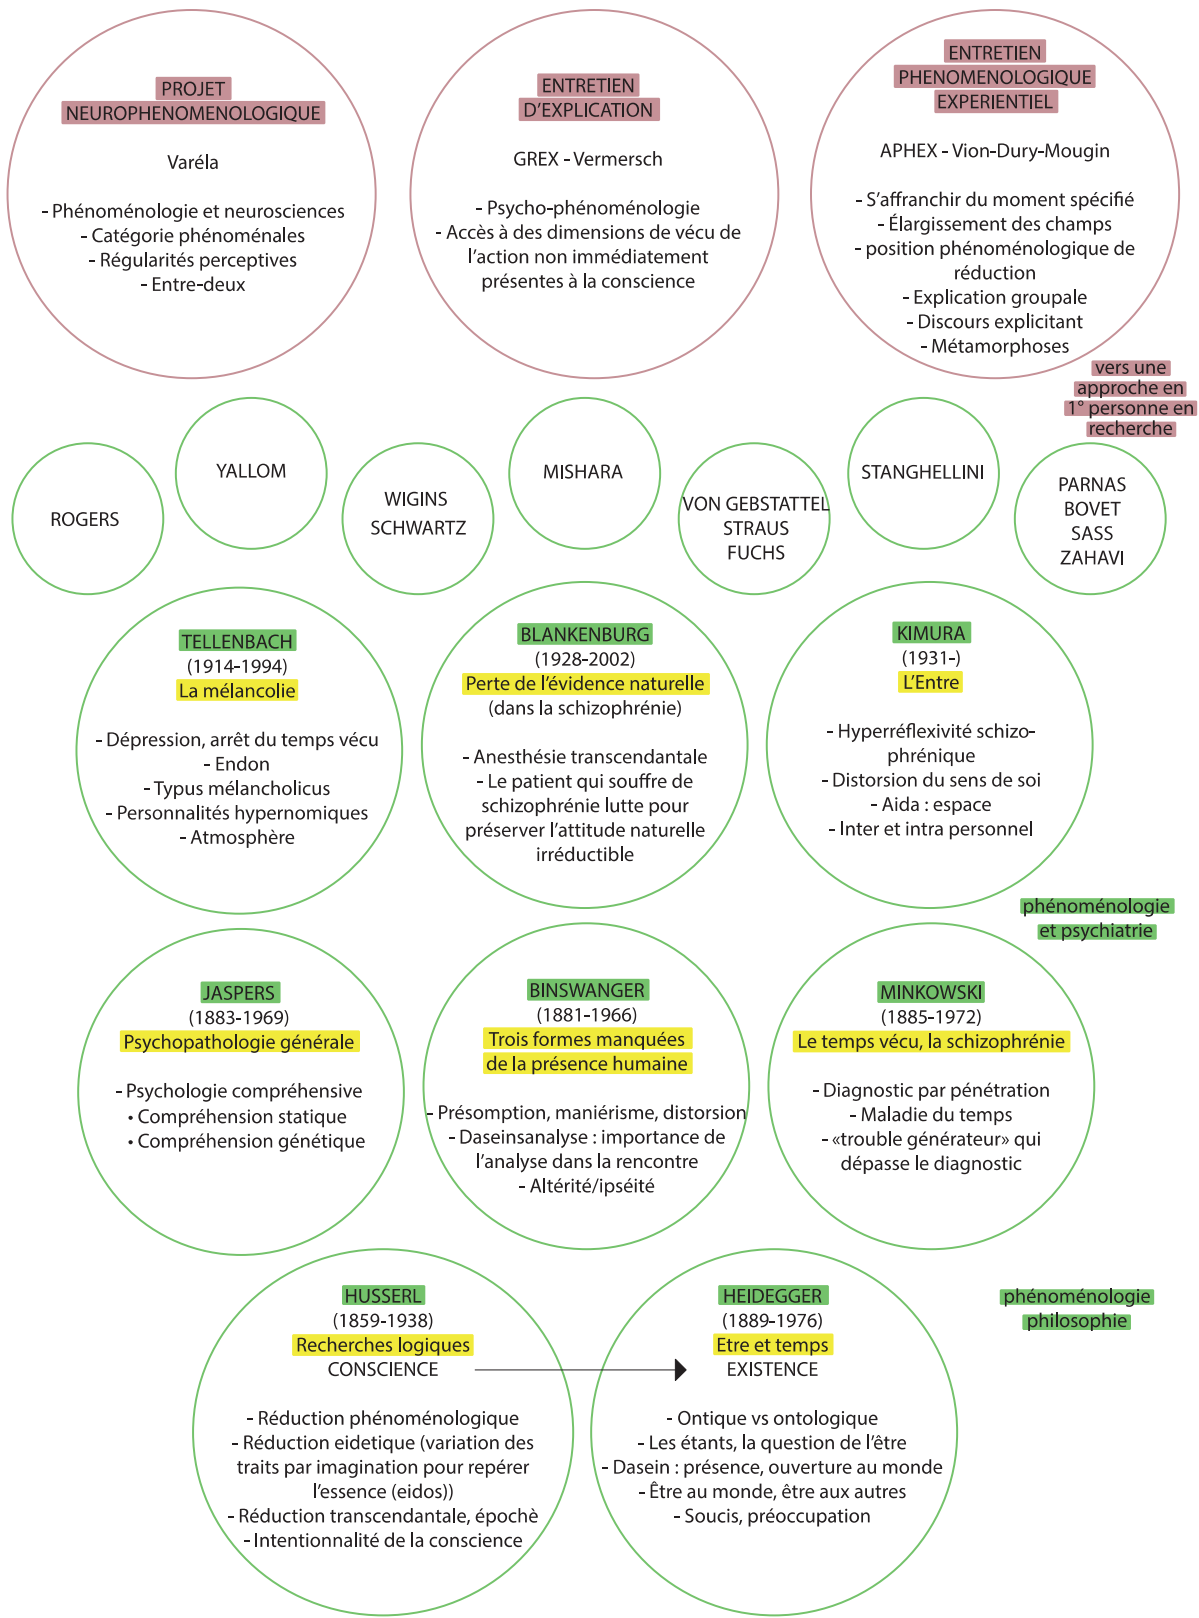 PROJET
NEUROPHENOMENOLOGIQUE
Varéla
- Phénoménologie et neurosciences
- Catégorie phénoménales
- Régularités perceptives
- Entre-deux
ENTRETIEN
D'EXPLICATION
GREX - Vermersch
- Psycho-phénoménologie
- Accès à des dimensions de vécu de
l'action non immédiatement
présentes à la conscience
ENTRETIEN
PHENOMENOLOGIQUE
EXPERIENTIEL
APHEX - Vion-Dury-Mougin
- S'affranchir du moment spécifié
- Élargissement des champs
- position phénoménologique de
réduction
- Explication groupale
- Discours explicitant
- Métamorphoses
vers une
approche en
1° personne en
recherche
ROGERS
YALLOM
WIGINS
SCHWARTZ
MISHARA
VON GEBSTATTEL
STRAUS
FUCHS
STANGHELLINI
PARNAS
BOVET
SASS
ZAHAVI
TELLENBACH
(1914-1994)
La mélancolie
- Dépression, arrêt du temps vécu
- Endon
- Typus mélancholicus
- Personnalités hypernomiques
- Atmosphère
BLANKENBURG
(1928-2002)
Perte de l'évidence naturelle
(dans la schizophrénie)
- Anesthésie transcendantale
- Le patient qui souffre de
schizophrénie lutte pour
préserver l'attitude naturelle
irréductible
KIMURA
(1931-)
L'Entre
- Hyperréflexivité schizo-
phrénique
- Distorsion du sens de soi
- Aida : espace
- Inter et intra personnel
phénoménologie
et psychiatrie
JASPERS
(1883-1969)
Psychopathologie générale
- Psychologie compréhensive
• Compréhension statique
• Compréhension génétique
BINSWANGER
(1881-1966)
Trois formes manquées
de la présence humaine
- Présomption, maniérisme, distorsion
- Daseinsanalyse : importance de
l'analyse dans la rencontre
- Altérité/ipséité
MINKOWSKI
(1885-1972)
Le temps vécu, la schizophrénie
- Diagnostic par pénétration
- Maladie du temps
- «trouble générateur» qui
dépasse le diagnostic
HUSSERL
(1859-1938)
Recherches logiques
CONSCIENCE
- Réduction phénoménologique
- Réduction eidetique (variation des
traits par imagination pour repérer
l'essence (eidos))
- Réduction transcendantale, épochè
- Intentionnalité de la conscience
HEIDEGGER
(1889-1976)
Etre et temps
EXISTENCE
- Ontique vs ontologique
- Les étants, la question de l'être
- Dasein : présence, ouverture au monde
- Être au monde, être aux autres
- Soucis, préoccupation
phénoménologie
philosophie